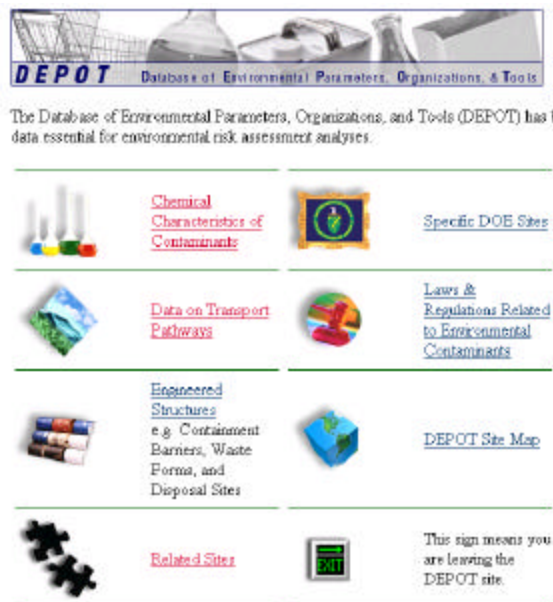 DEPOT Database of Environmental Parameters, Organizations, & Tools
The Database of Environmental Parameters, Organizations, and Tools (DEPOT) has
data essential for environmental risk assessment analyses.
Chemical
Characteristics of
Contaminants
Specific DOE Sites
Data on Transport
Pathways
Laws &
Regulations Related
to Environmental
Contaminants
Engineered
Structures
e.g. Containment
Barriers, Waste
Forms, and
Disposal Sites
DEPOT Site Map
Related Sites
EXIT
This sign means you
are leaving the
DEPOT site.